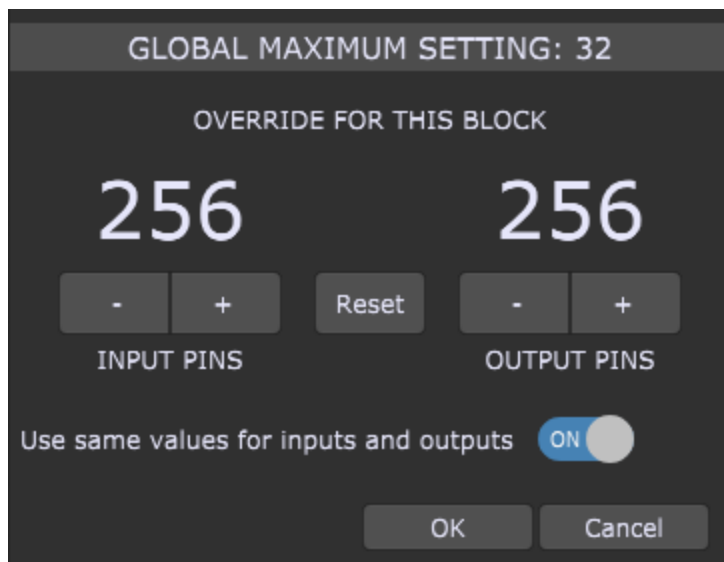 GLOBAL MAXIMUM SETTING: 32
OVERRIDE FOR THIS BLOCK
256 256
- + Reset - +
INPUT PINS OUTPUT PINS
Use same values for inputs and outputs ON
OK Cancel